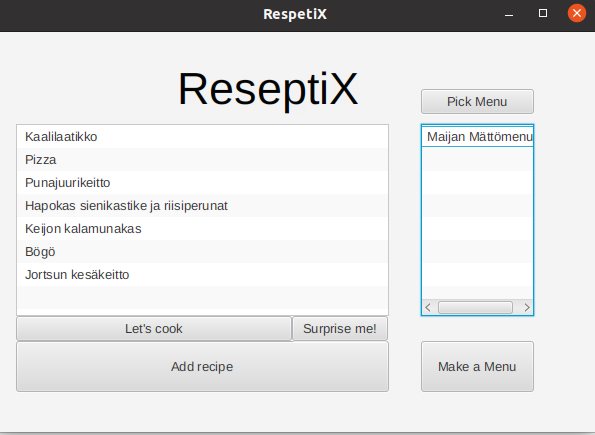 RespetiX
ReseptiX
Pick Menu
Kaalilaatikko
Pizza
Punajuurikeitto
Hapokas sienikastike ja riisiperunat
Keijon kalamunakas
Bögö
Jortsun kesäkeitto
Maijan Mättömenu
Let's cook
Surprise me!
Add recipe
Make a Menu